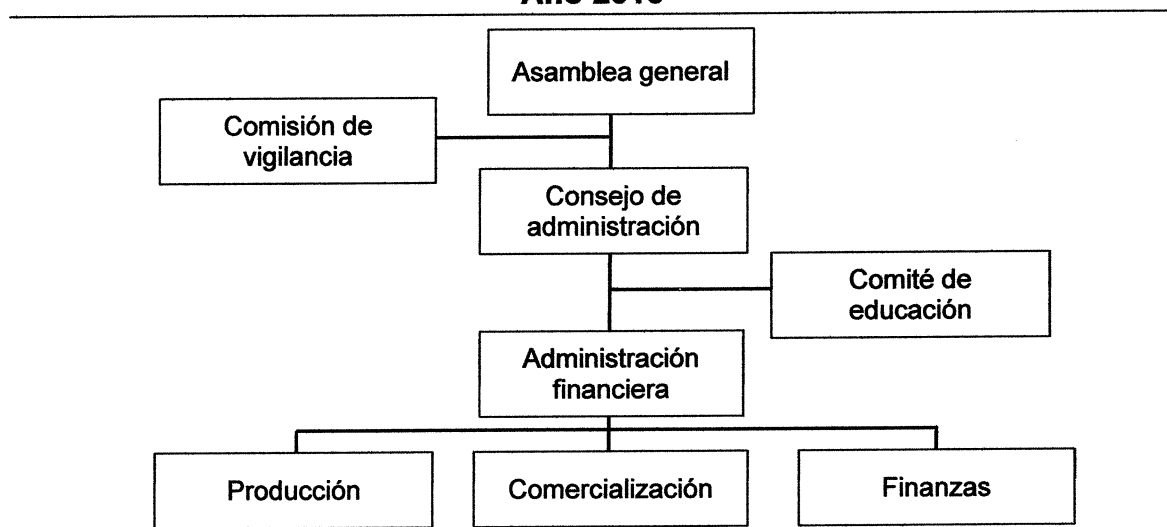 Asamblea general
Comisión de
vigilancia
Consejo de
administración
Comité de
educación
Administración
financiera
Producción
Comercialización
Finanzas